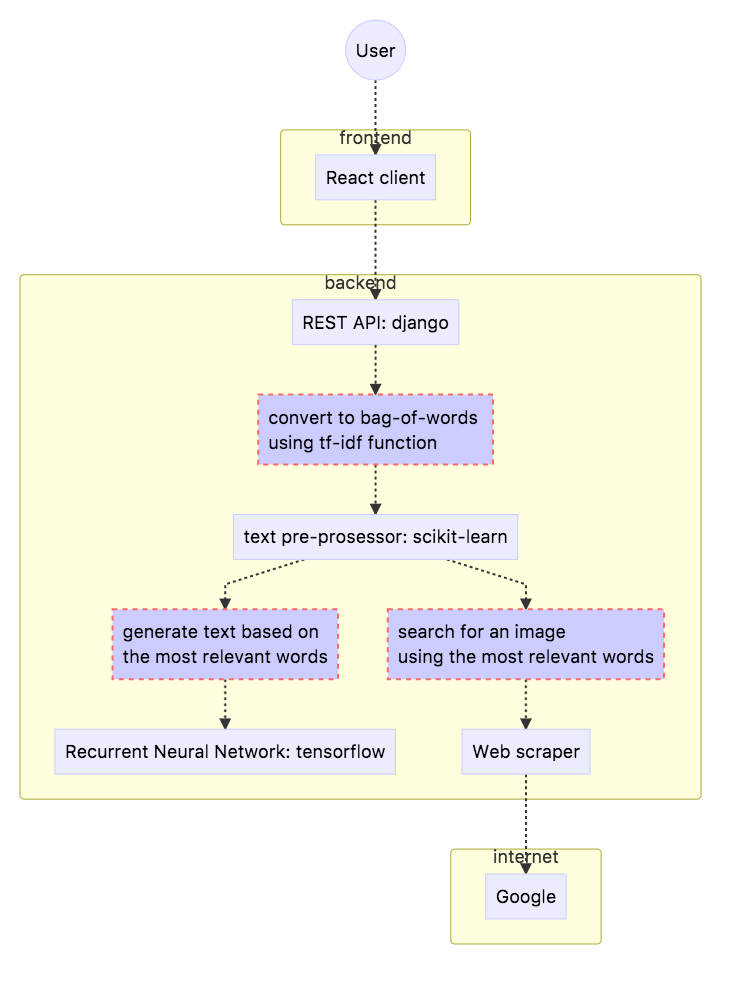 User
frontend
React client
backend
REST API: django
convert to bag-of-words
using tf-idf function
text pre-prosessor: scikit-learn
generate text based on
the most relevant words
search for an image
using the most relevant words
Recurrent Neural Network: tensorflow
Web scraper
internet
Google